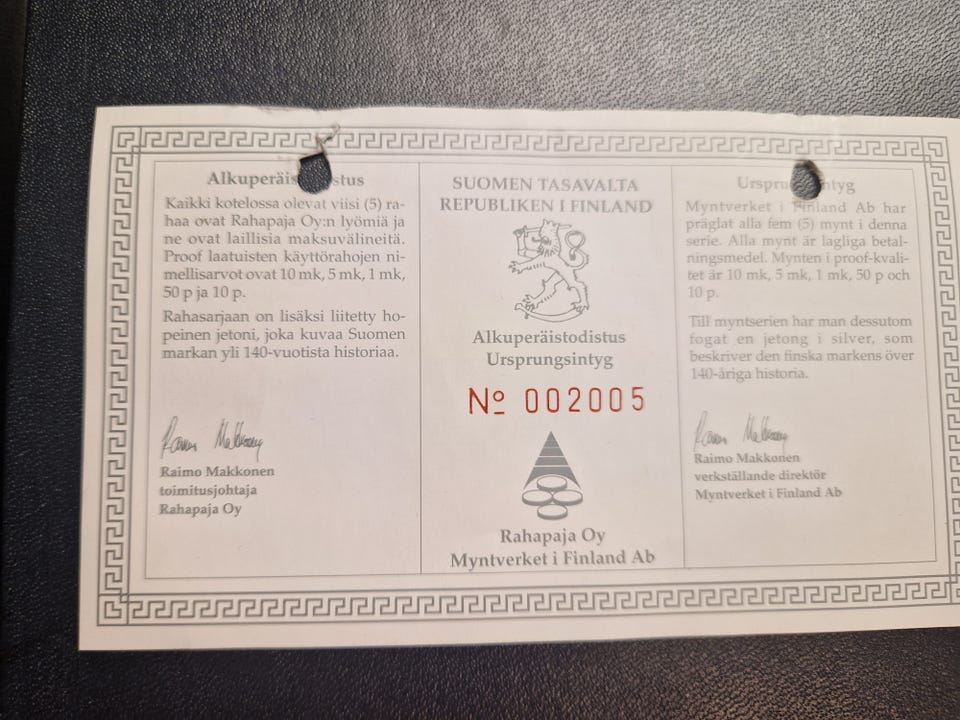 Alkuperäistodistus
Kaikki kotelossa olevat viisi (5) ra-
haa ovat Rahapaja Oy:n lyömiä ja
ne ovat laillisia maksuvälineitä.
Proof laatuisten käyttörahojen ni-
mellisarvot ovat 10 mk, 5 mk, 1 mk,
50 p ja 10 p.
Rahasarjaan on lisäksi liitetty ho-
peinen jetoni, joka kuvaa Suomen
markan yli 140-vuotista historiaa.
Raimo Makkonen
Raimo Makkonen
toimitusjohtaja
Rahapaja Oy
SUOMEN TASAVALTA
REPUBLIKEN I FINLAND
Alkuperäistodistus
Ursprungsintyg
Nº 002005
Rahapaja Oy
Myntverket i Finland Ab
Ursprungsintyg
Myntverket i Finland Ab har
präglat alla fem (5) mynt i denna
serie. Alla mynt är lagliga betal-
ningsmedel. Mynten i proof-kvali-
tet är 10 mk, 5 mk, 1 mk, 50 p och
10 p.
Till myntserien har man dessutom
fogat en jetong i silver, som
beskriver den finska markens över
140-åriga historia.
Raimo Makkonen
Raimo Makkonen
verkställande direktör
Myntverket i Finland Ab